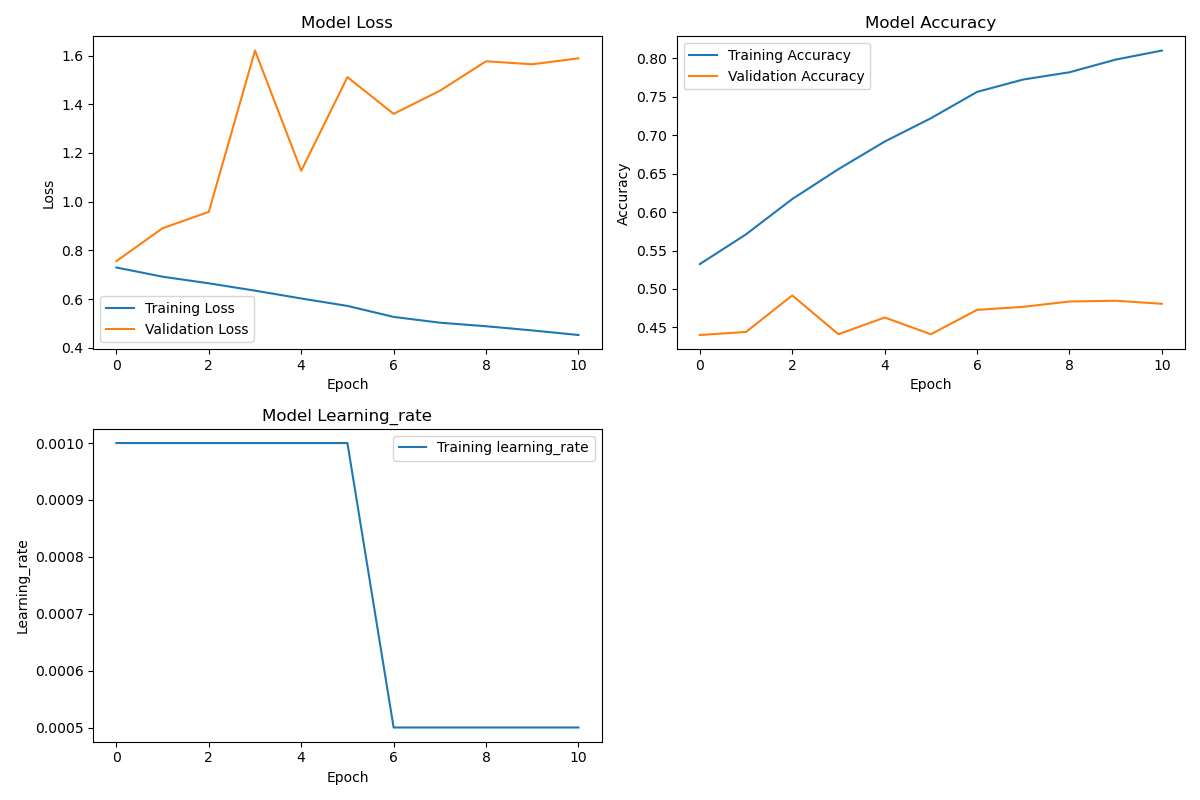 Model Loss
1.6
1.4
1.2
1.0
0.8
0.6
0.4
Loss
Training Loss
Validation Loss
0 2 4 6 8 10
Epoch
Model Accuracy
0.80
0.75
0.70
0.65
0.60
0.55
0.50
0.45
Accuracy
Training Accuracy
Validation Accuracy
0 2 4 6 8 10
Epoch
Model Learning_rate
0.0010
0.0009
0.0008
0.0007
0.0006
0.0005
Learning_rate
Training learning_rate
0 2 4 6 8 10
Epoch